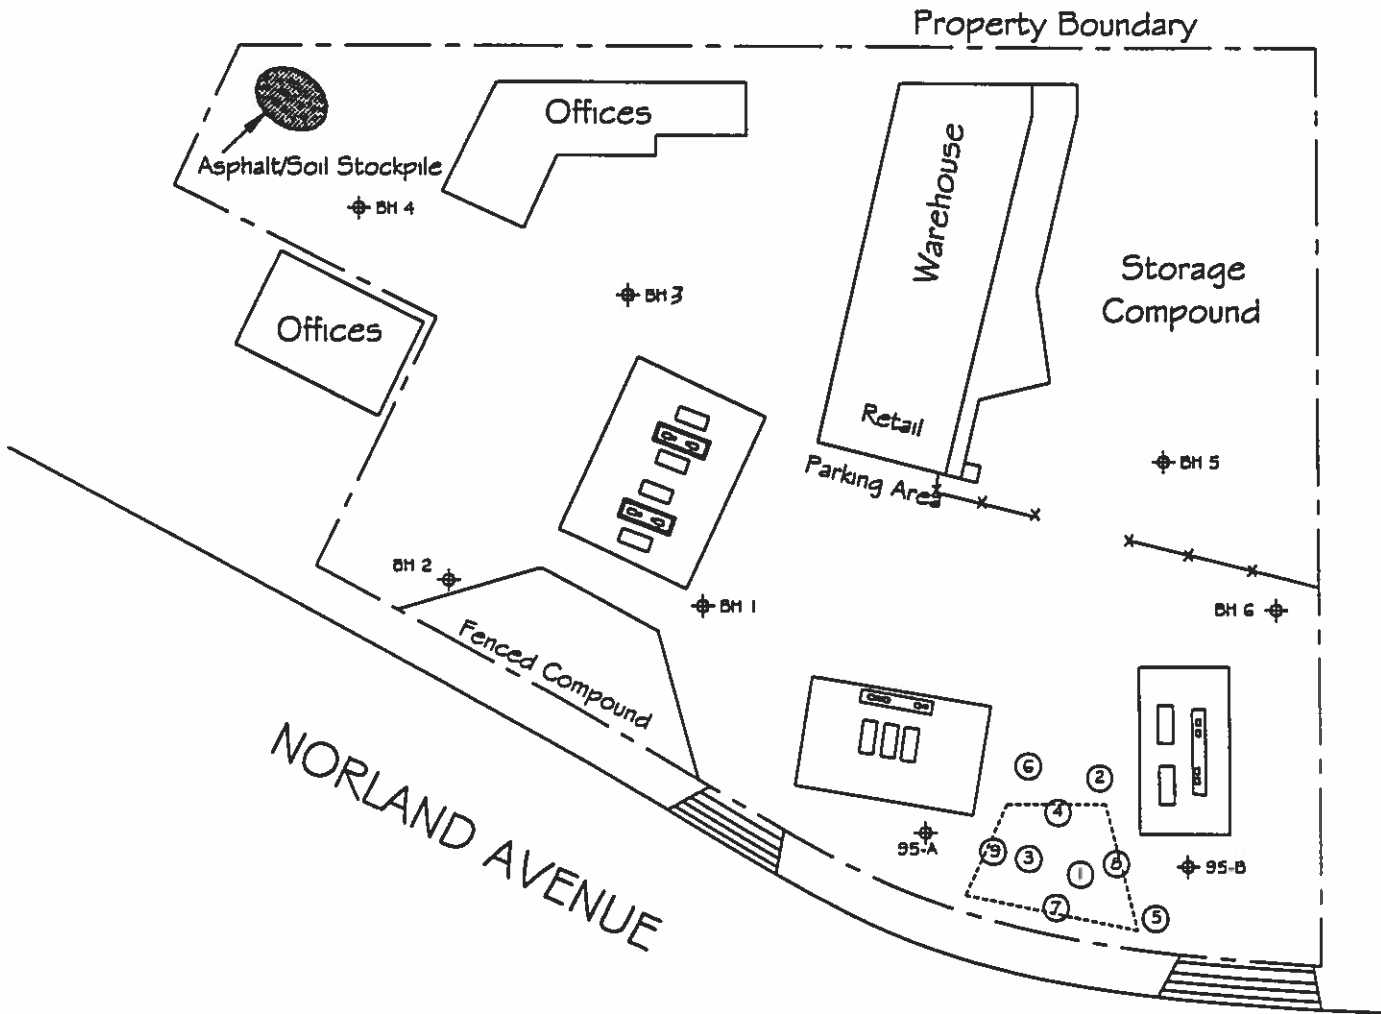 Property Boundary
Offices
Asphalt/Soil Stockpile
BH 4
Warehouse
Storage
Compound
BH 3
Offices
Retail
Parking Area
BH 5
BH 2
BH 1
BH 6
Fenced Compound
NORLAND AVENUE
6
2
4
95-A
9
3
1
8
95-B
7
5